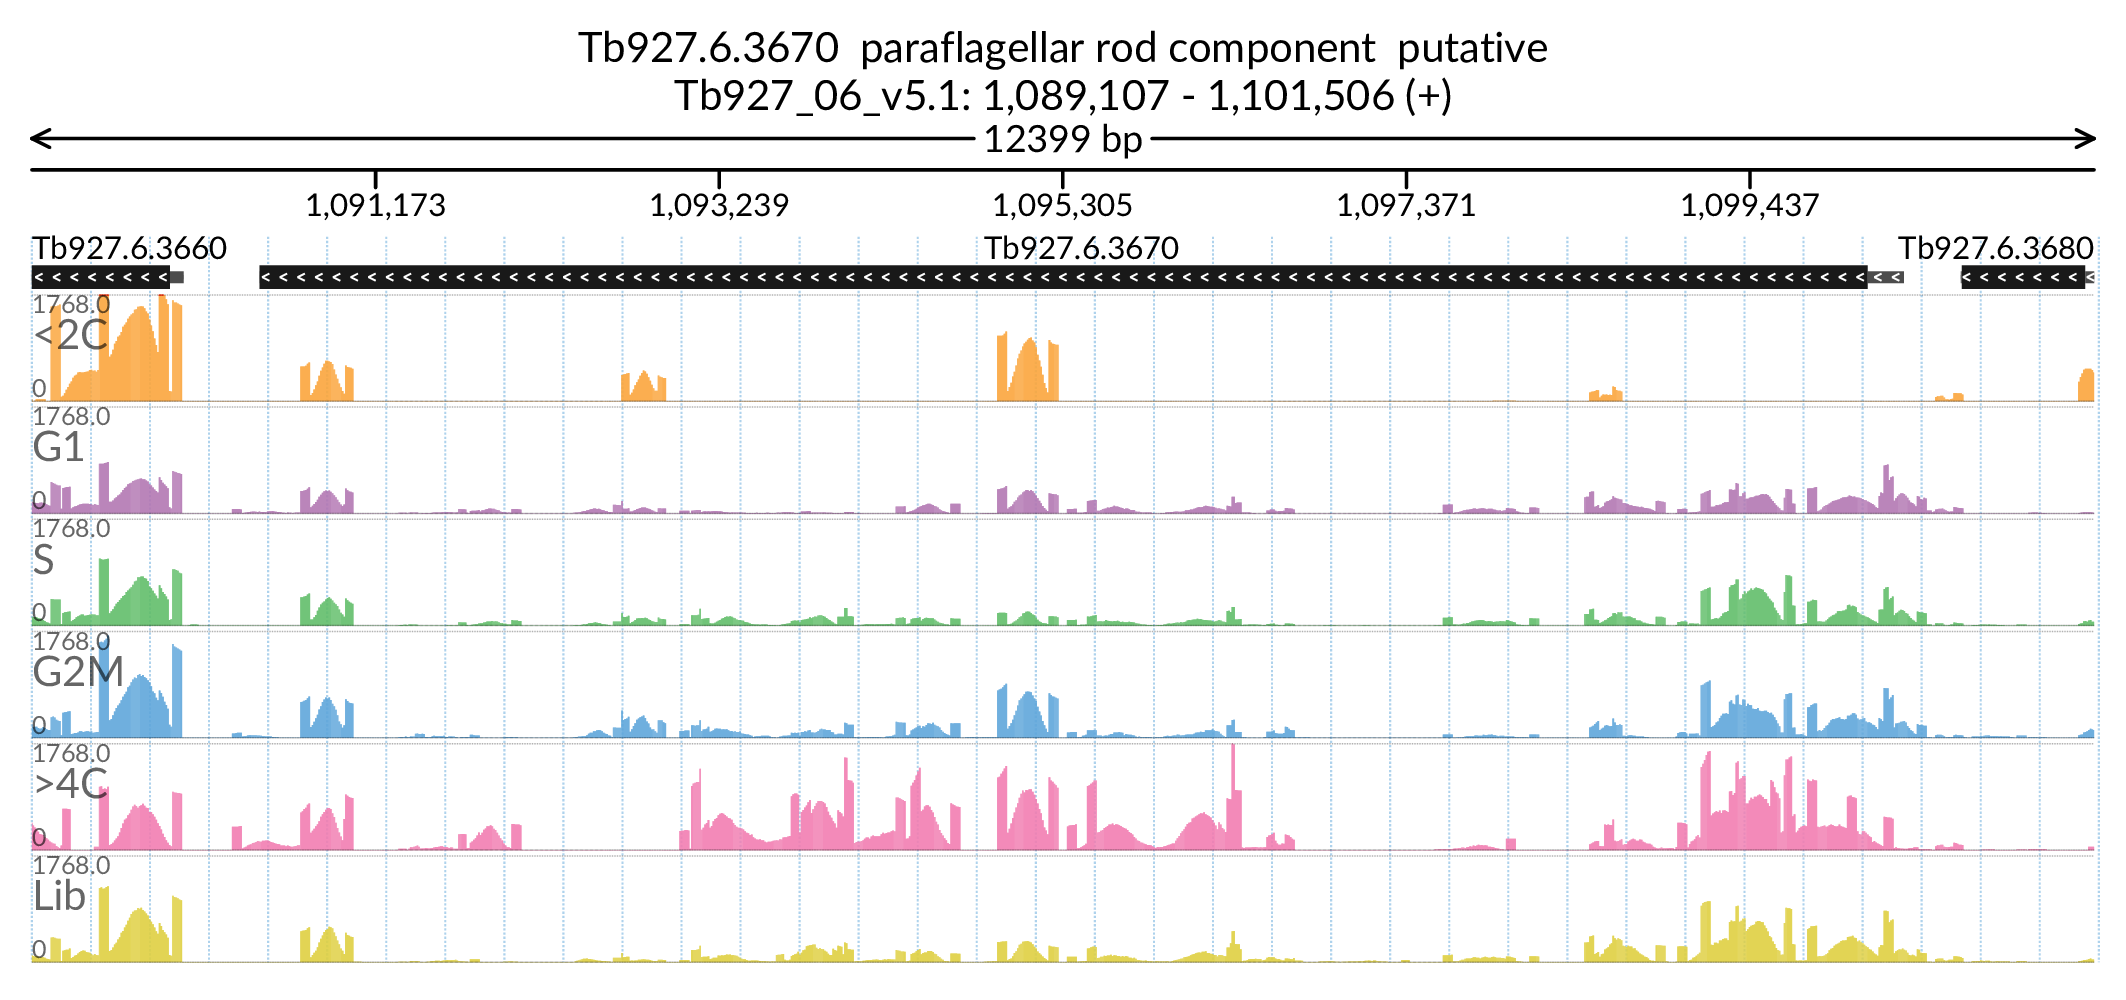 Tb927.6.3670 paraflagellar rod component putative
Tb927_06_v5.1: 1,089,107 - 1,101,506 (+)
12399 bp
1,091,173 1,093,239 1,095,305 1,097,371 1,099,437
Tb927.6.3660 Tb927.6.3670 Tb927.6.3680
1768.0
<2C
0
1768.0
G1
0
1768.0
S
0
1768.0
G2M
0
1768.0
>4C
0
1768.0
Lib
0